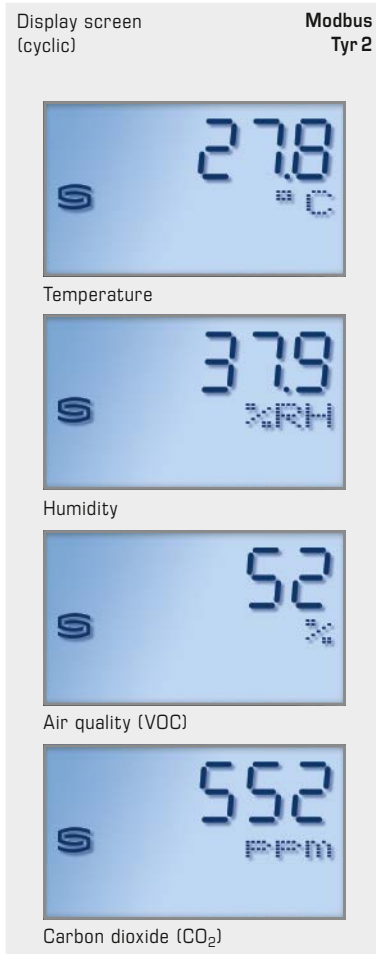 Display screen
(cyclic)
Modbus
Tyr 2
27.8
°C
Temperature
37.9
%RH
Humidity
52
%
Air quality (VOC)
552
ppm
Carbon dioxide (CO₂)